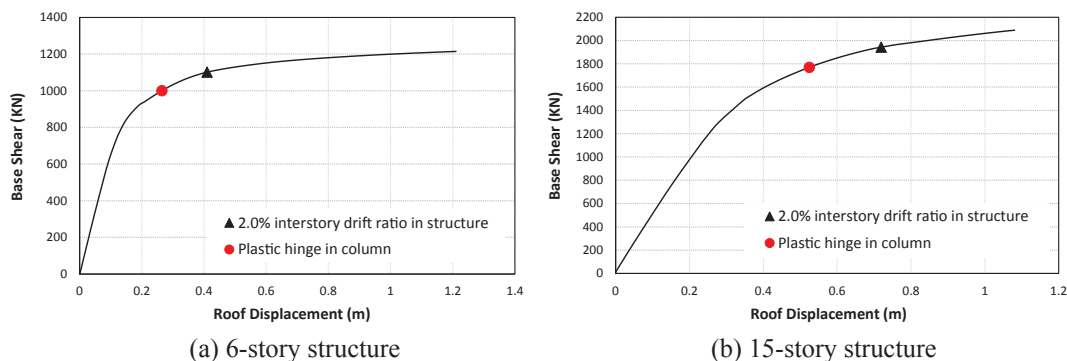 1400
1200
1000
800
600
400
200
0
Base Shear (KN)
▲ 2.0% interstory drift ratio in structure
● Plastic hinge in column
0 0.2 0.4 0.6 0.8 1 1.2 1.4
Roof Displacement (m)
(a) 6-story structure
2200
2000
1800
1600
1400
1200
1000
800
600
400
200
0
Base Shear (KN)
▲ 2.0% interstory drift ratio in structure
● Plastic hinge in column
0 0.2 0.4 0.6 0.8 1 1.2
Roof Displacement (m)
(b) 15-story structure